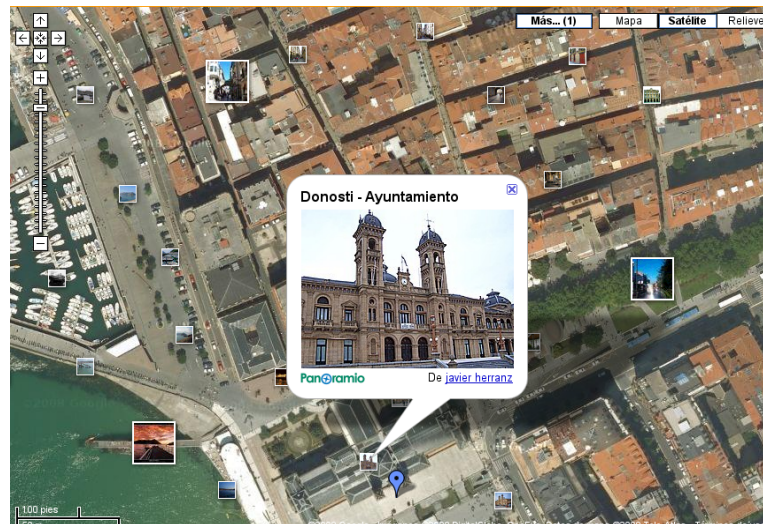 Más... (1)
Mapa
Satélite
Relieve
Donosti - Ayuntamiento
Panoramio
De javier herranz
100 pies